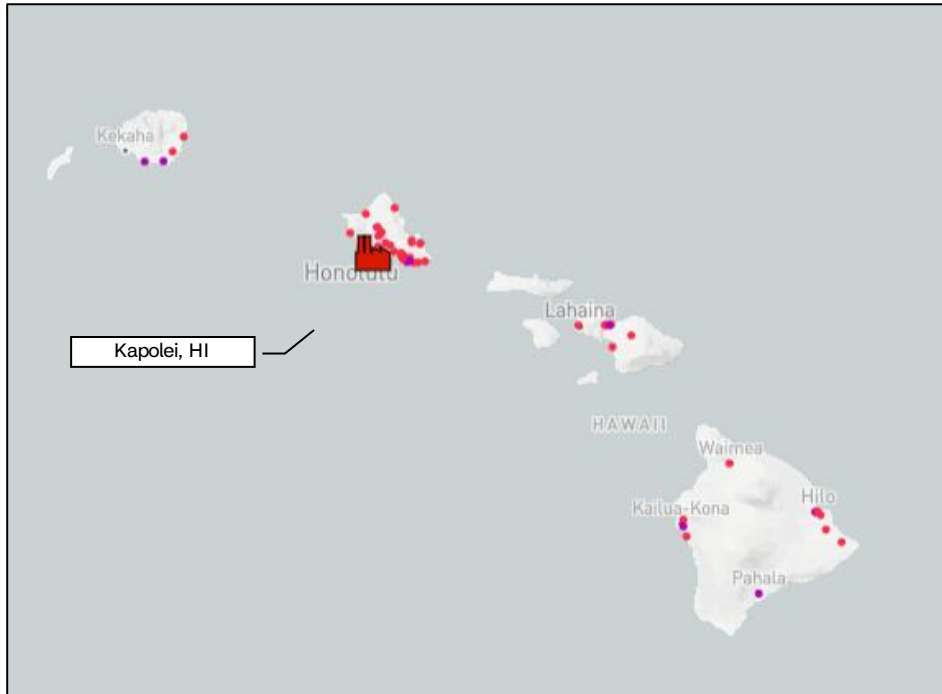 Kekaha
Honolulu
Lahaina
Kapolei, HI
HAWAII
Waimea
Hilo
Kailua-Kona
Pahala